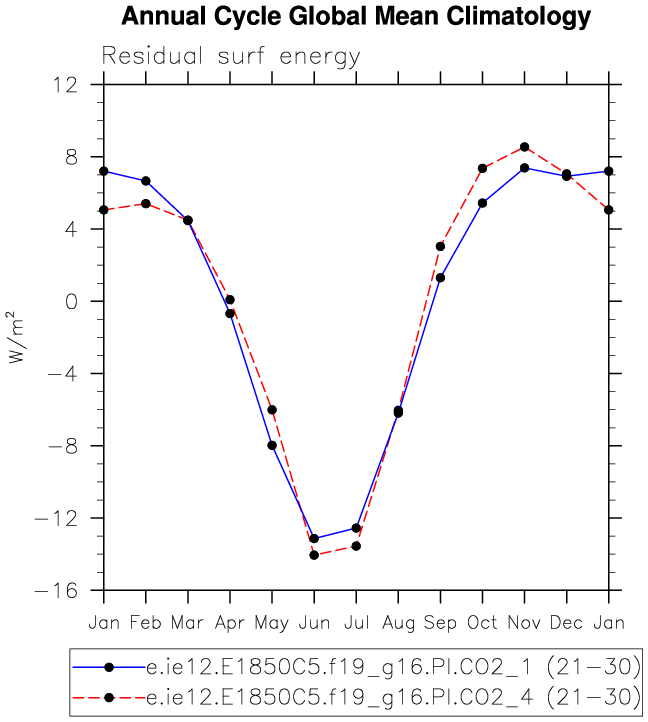 Annual Cycle Global Mean Climatology
Residual surf energy
12
8
4
0
−4
−8
−12
−16
W/m²
Jan Feb Mar Apr May Jun Jul Aug Sep Oct Nov Dec Jan
e.ie12.E1850C5.f19_g16.PI.CO2_1 (21−30)
e.ie12.E1850C5.f19_g16.PI.CO2_4 (21−30)